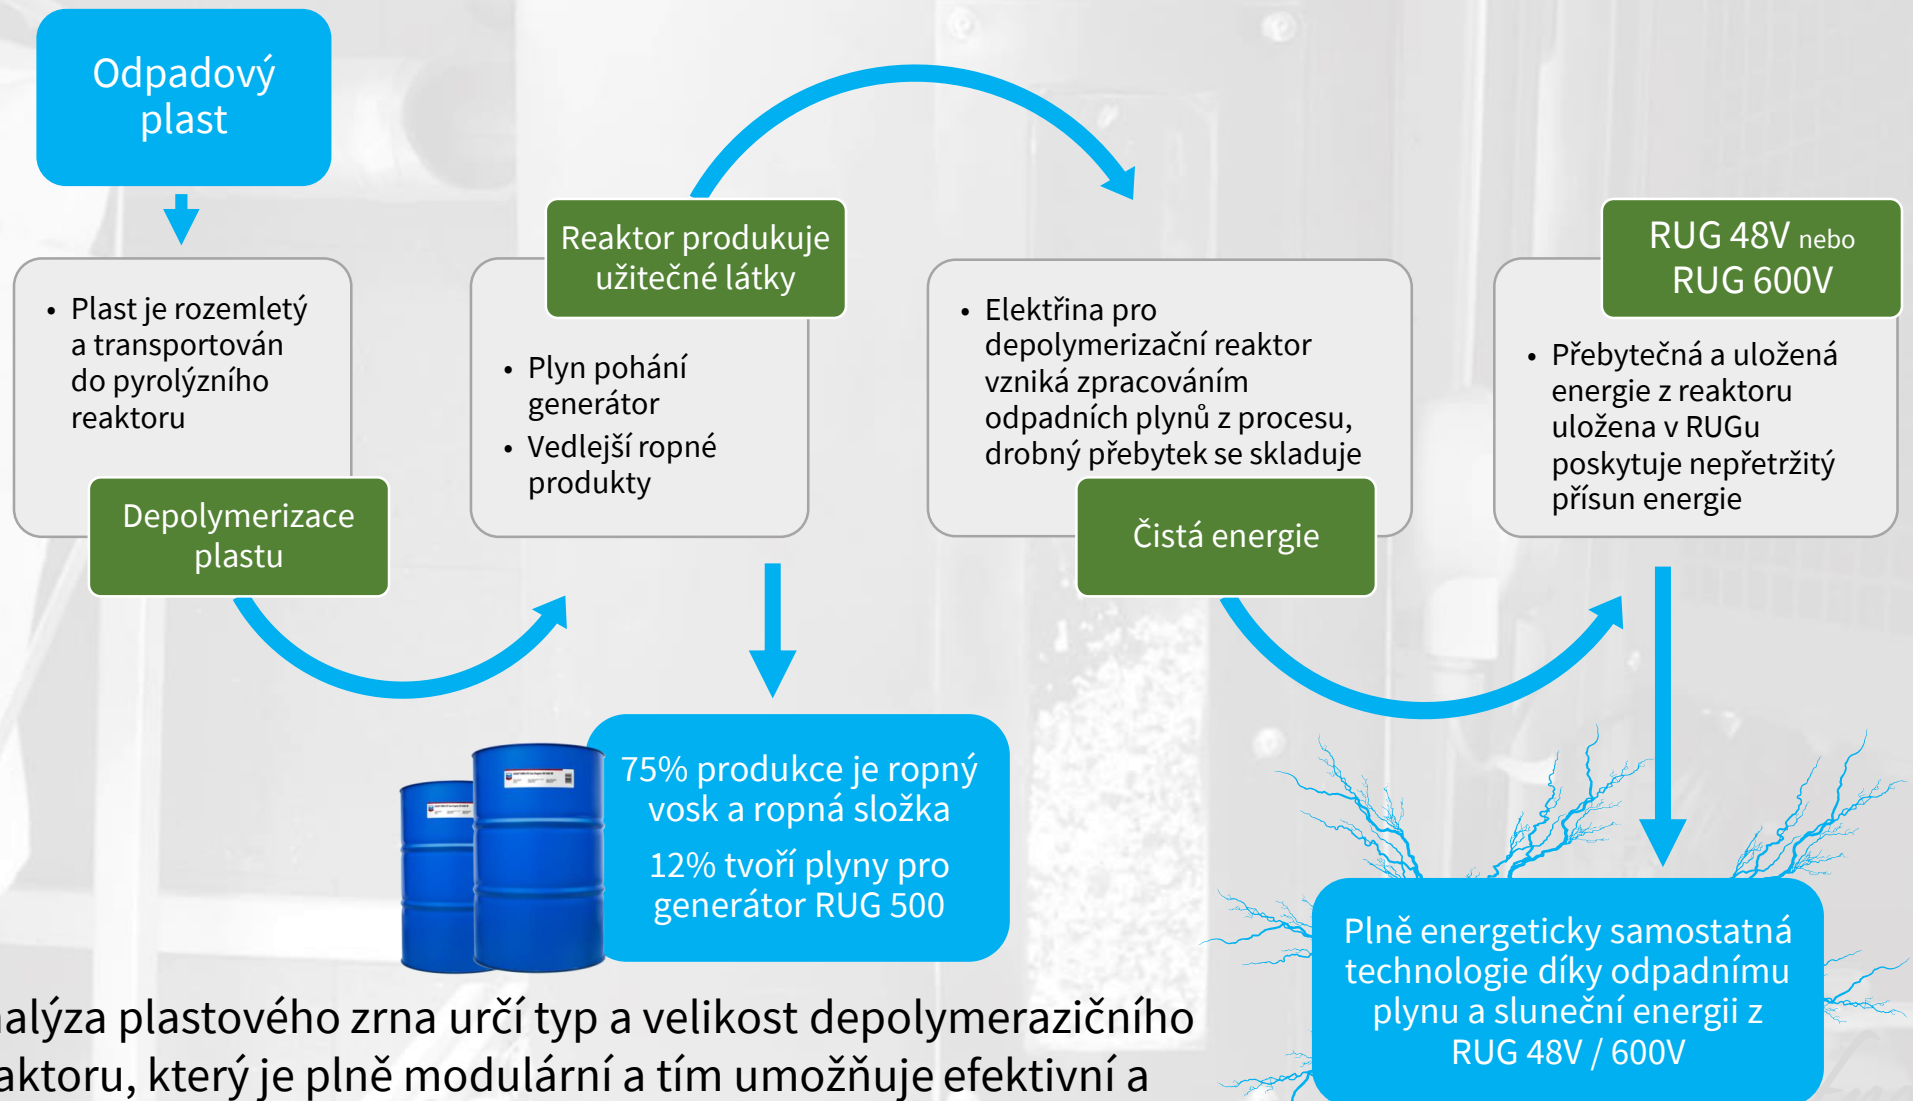 Odpadový
plast
• Plast je rozemletý
a transportován
do pyrolýzního
reaktoru
Depolymerizace
plastu
Reaktor produkuje
užitečné látky
• Plyn pohání
generátor
• Vedlejší ropné
produkty
• Elektřina pro
depolymerizační reaktor
vzniká zpracováním
odpadních plynů z procesu,
drobný přebytek se skladuje
Čistá energie
RUG 48V nebo
RUG 600V
• Přebytečná a uložená
energie z reaktoru
uložena v RUGu
poskytuje nepřetržitý
přísun energie
75% produkce je ropný
vosk a ropná složka
12% tvoří plyny pro
generátor RUG 500
Plně energeticky samostatná
technologie díky odpadnímu
plynu a sluneční energii z
RUG 48V / 600V
alýza plastového zrna určí typ a velikost depolymerazičního
aktoru, který je plně modulární a tím umožňuje efektivní a